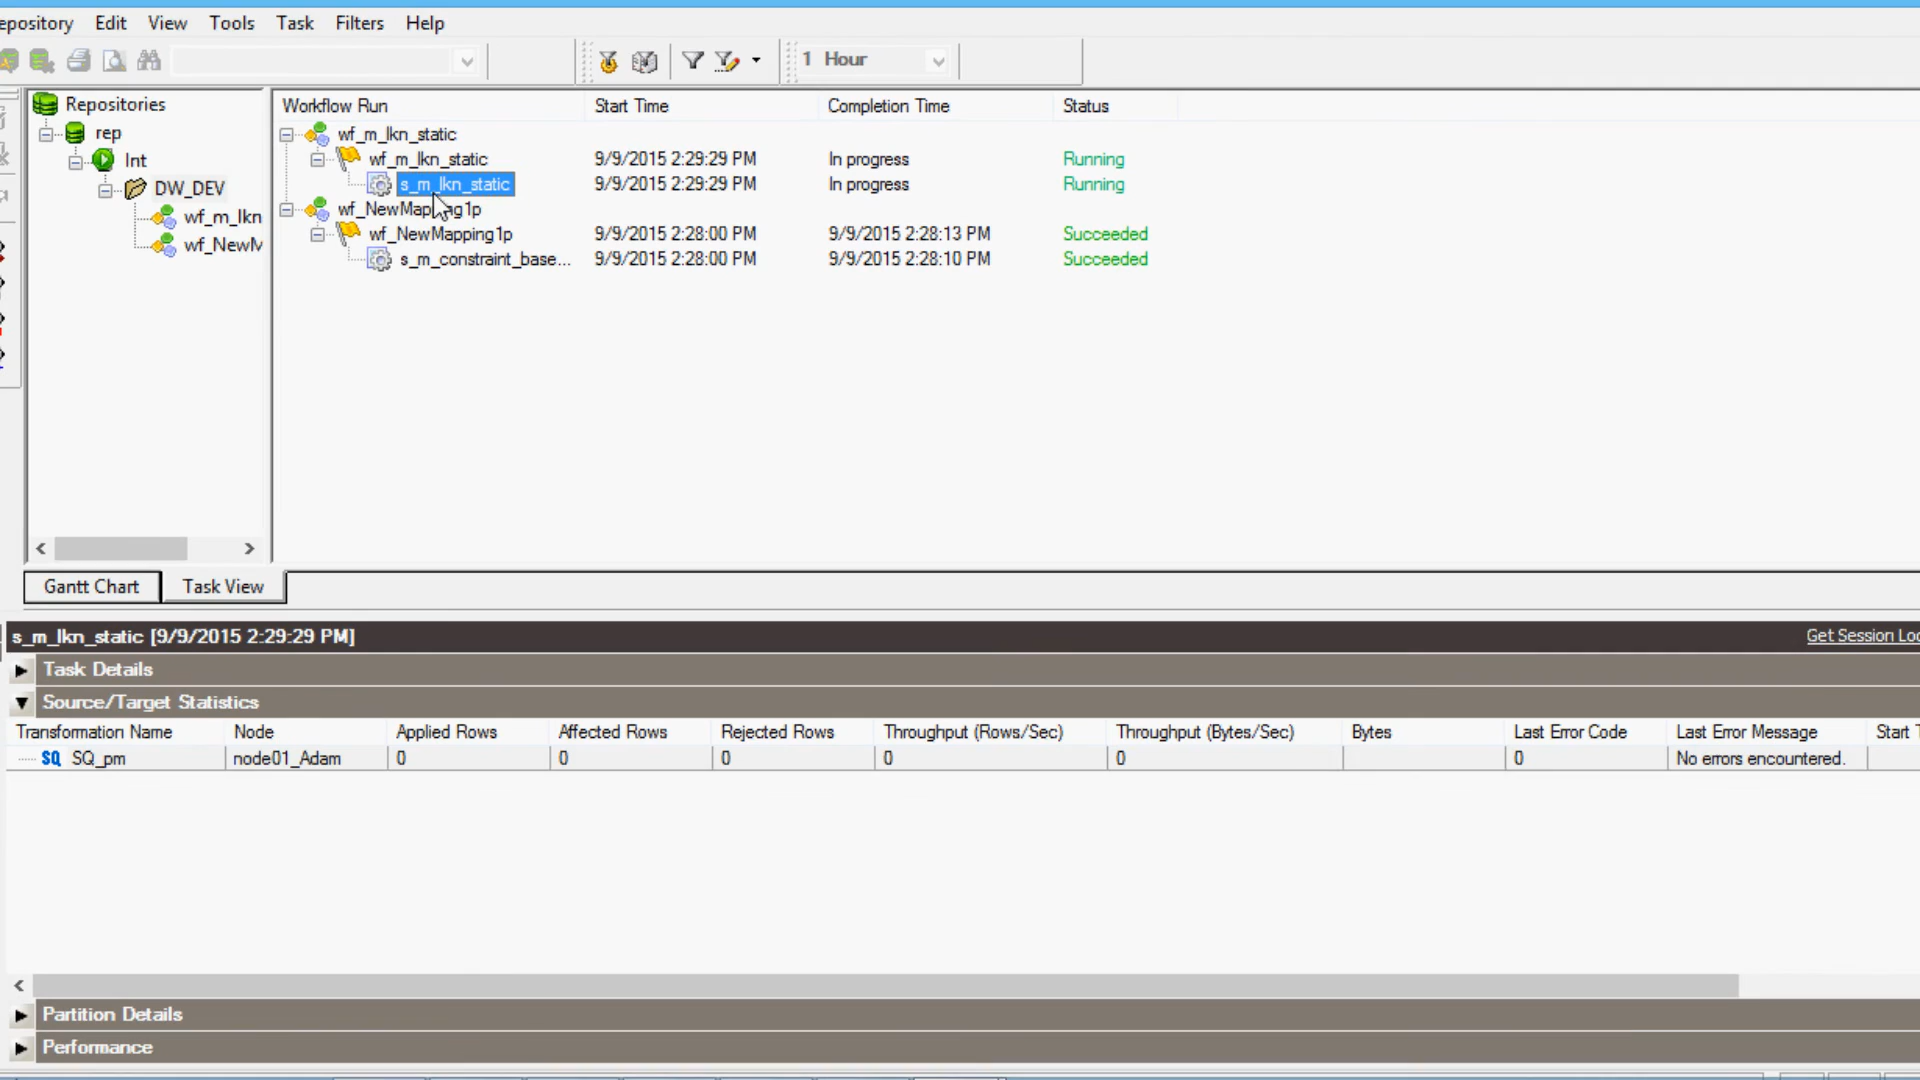 epository Edit View Tools Task Filters Help
1 Hour
Repositories
rep
Int
DW_DEV
wf_m_lkn
wf_NewM
Workflow Run Start Time Completion Time Status
wf_m_lkn_static
wf_m_lkn_static 9/9/2015 2:29:29 PM In progress Running
s_m_lkn_static 9/9/2015 2:29:29 PM In progress Running
wf_NewMapping1p
wf_NewMapping1p 9/9/2015 2:28:00 PM 9/9/2015 2:28:13 PM Succeeded
s_m_constraint_base... 9/9/2015 2:28:00 PM 9/9/2015 2:28:10 PM Succeeded
Gantt Chart Task View
s_m_lkn_static [9/9/2015 2:29:29 PM] Get Session Log
Task Details
Source/Target Statistics
Transformation Name Node Applied Rows Affected Rows Rejected Rows Throughput (Rows/Sec) Throughput (Bytes/Sec) Bytes Last Error Code Last Error Message Start T
SQ SQ_pm node01_Adam 0 0 0 0 0 0 No errors encountered.
Partition Details
Performance